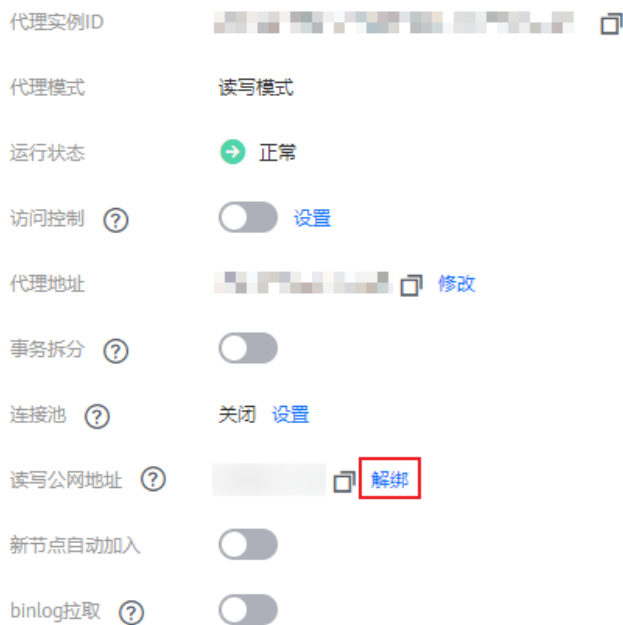 代理实例ID
代理模式 读写模式
运行状态 正常
访问控制 ? 设置
代理地址 修改
事务拆分 ?
连接池 ? 关闭 设置
读写公网地址 ? 解绑
新节点自动加入
binlog拉取 ?